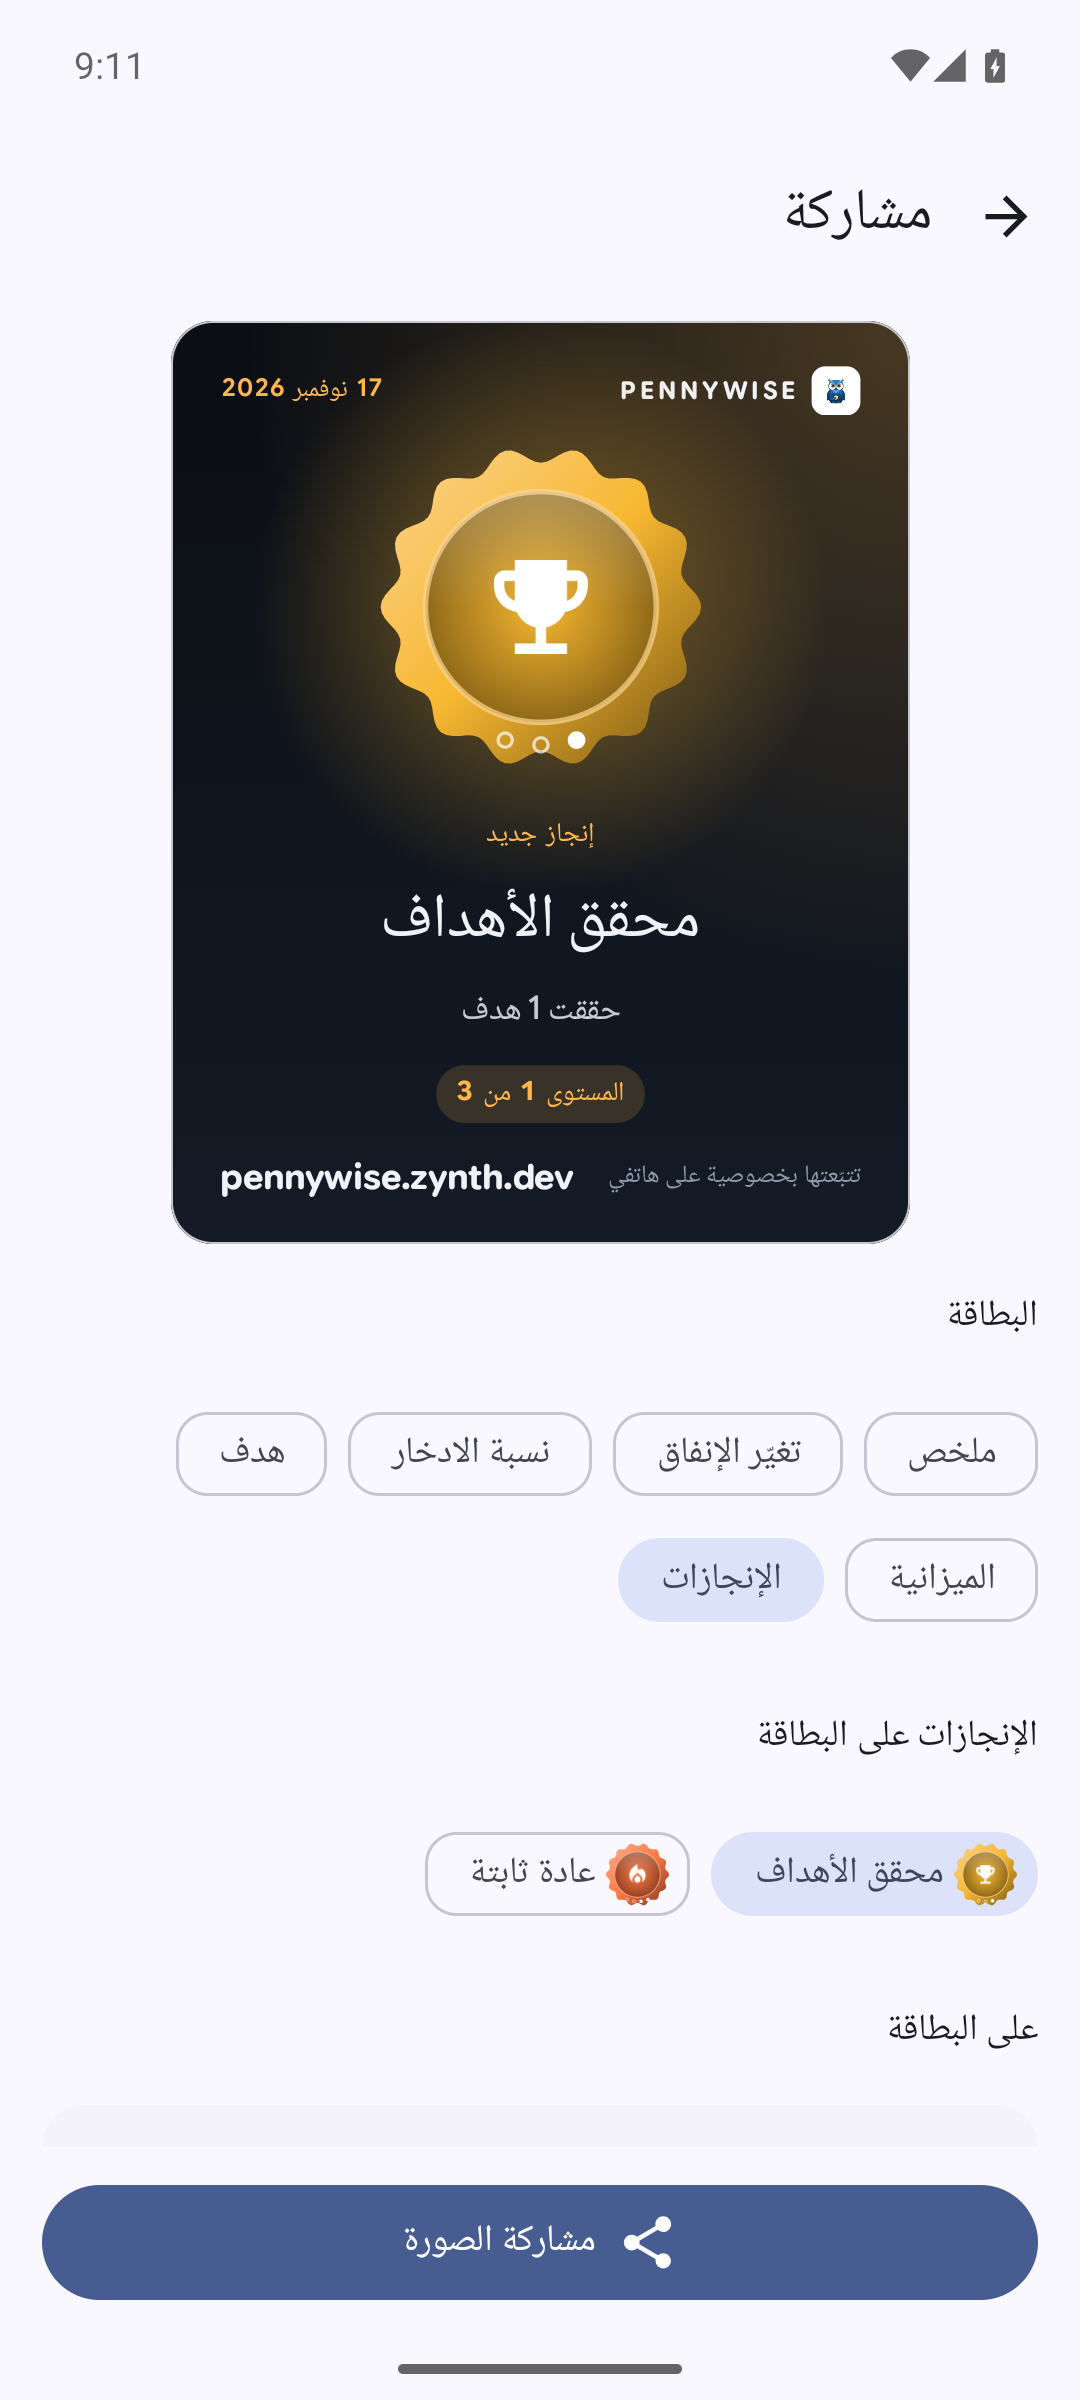 9:11
مشاركة
PENNYWISE
17 نوفمبر 2026
إنجاز جديد
محقق الأهداف
حققت 1 هدف
المستوى 1 من 3
تتبّعتها بخصوصية على هاتفي
pennywise.zynth.dev
البطاقة
ملخص
تغيّر الإنفاق
نسبة الادخار
هدف
الميزانية
الإنجازات
الإنجازات على البطاقة
محقق الأهداف
عادة ثابتة
على البطاقة
مشاركة الصورة